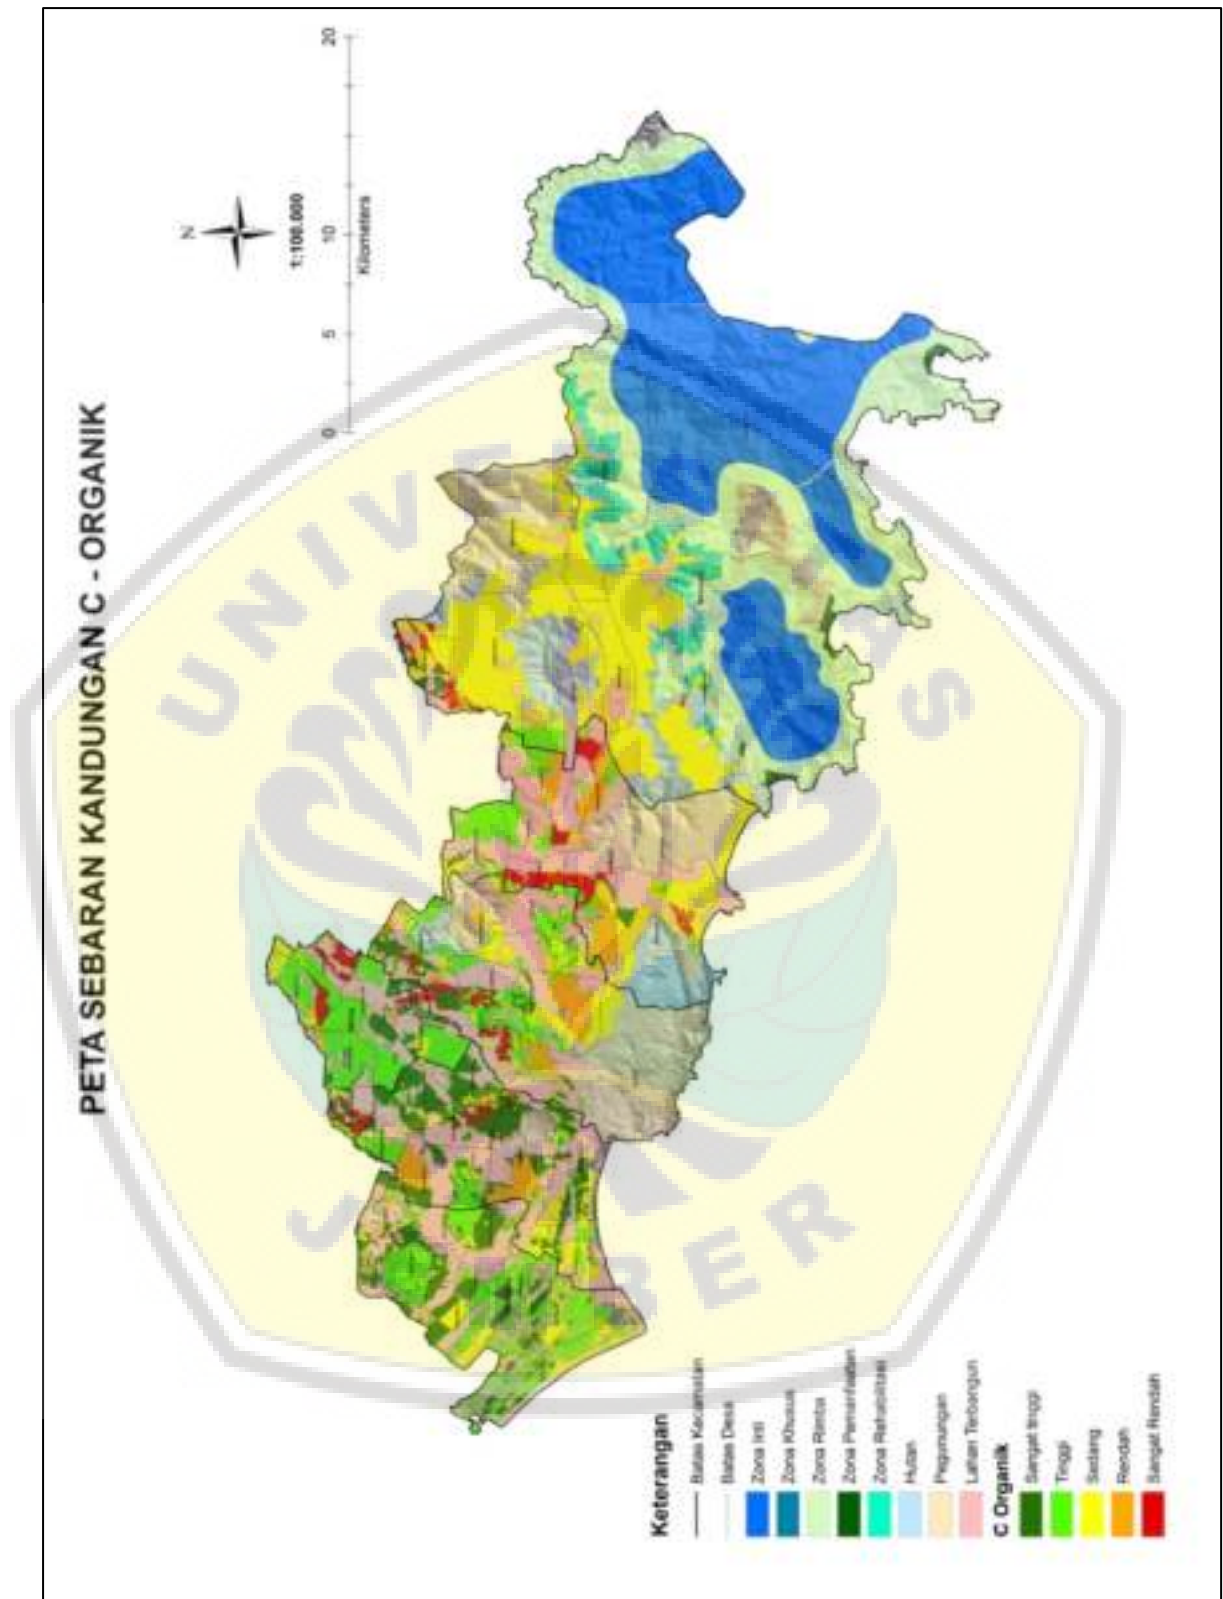 PETA SEBARAN KANDUNGAN C - ORGANIK
N
1:100.000
0 5 10 20
Kilometers
Keterangan
Batas Kecamatan
Batas Desa
Zona Inti
Zona Khusus
Zona Rimba
Zona Pemanfaatan
Zona Rehabilitasi
Hutan
Pegunungan
Lahan Terbangun
C Organik
Sangat tinggi
Tinggi
Sedang
Rendah
Sangat Rendah
UNIVERSITAS
JEMBER